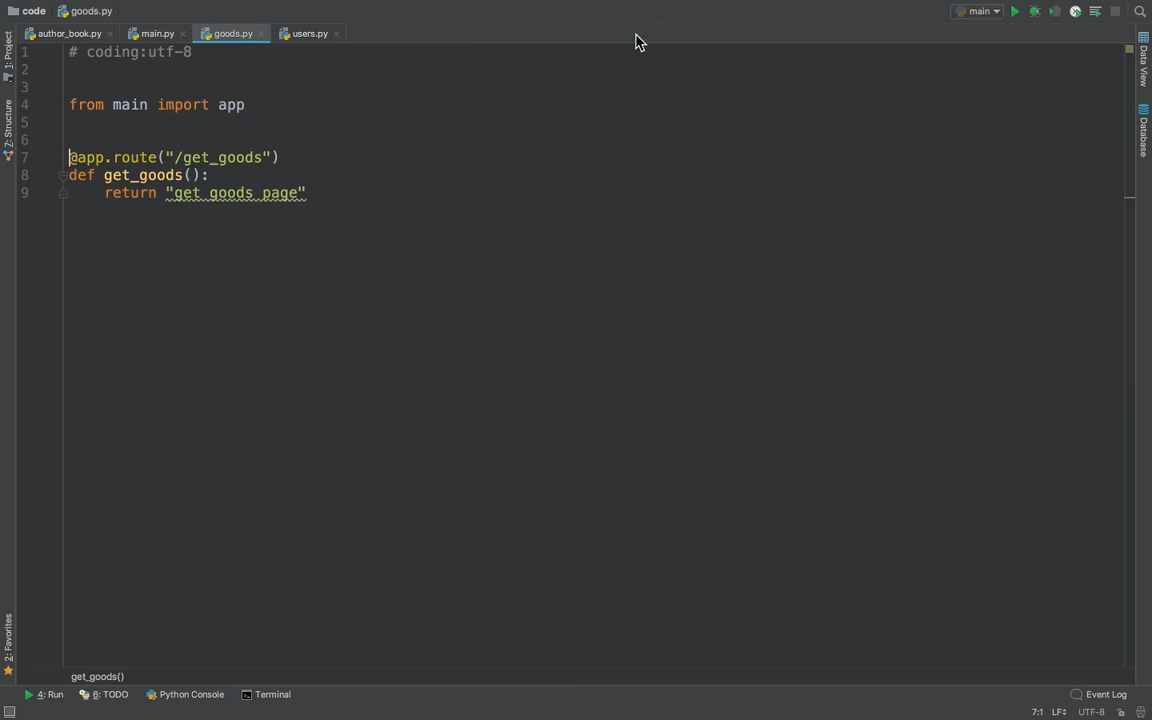 code goods.py main
author_book.py main.py goods.py users.py
1 # coding:utf-8
2
3
4 from main import app
5
6
7 @app.route("/get_goods")
8 def get_goods():
9 return "get goods page"
1: Project
Z: Structure
2: Favorites
Data View
Database
get_goods()
4: Run 6: TODO Python Console Terminal Event Log
7:1 LF UTF-8